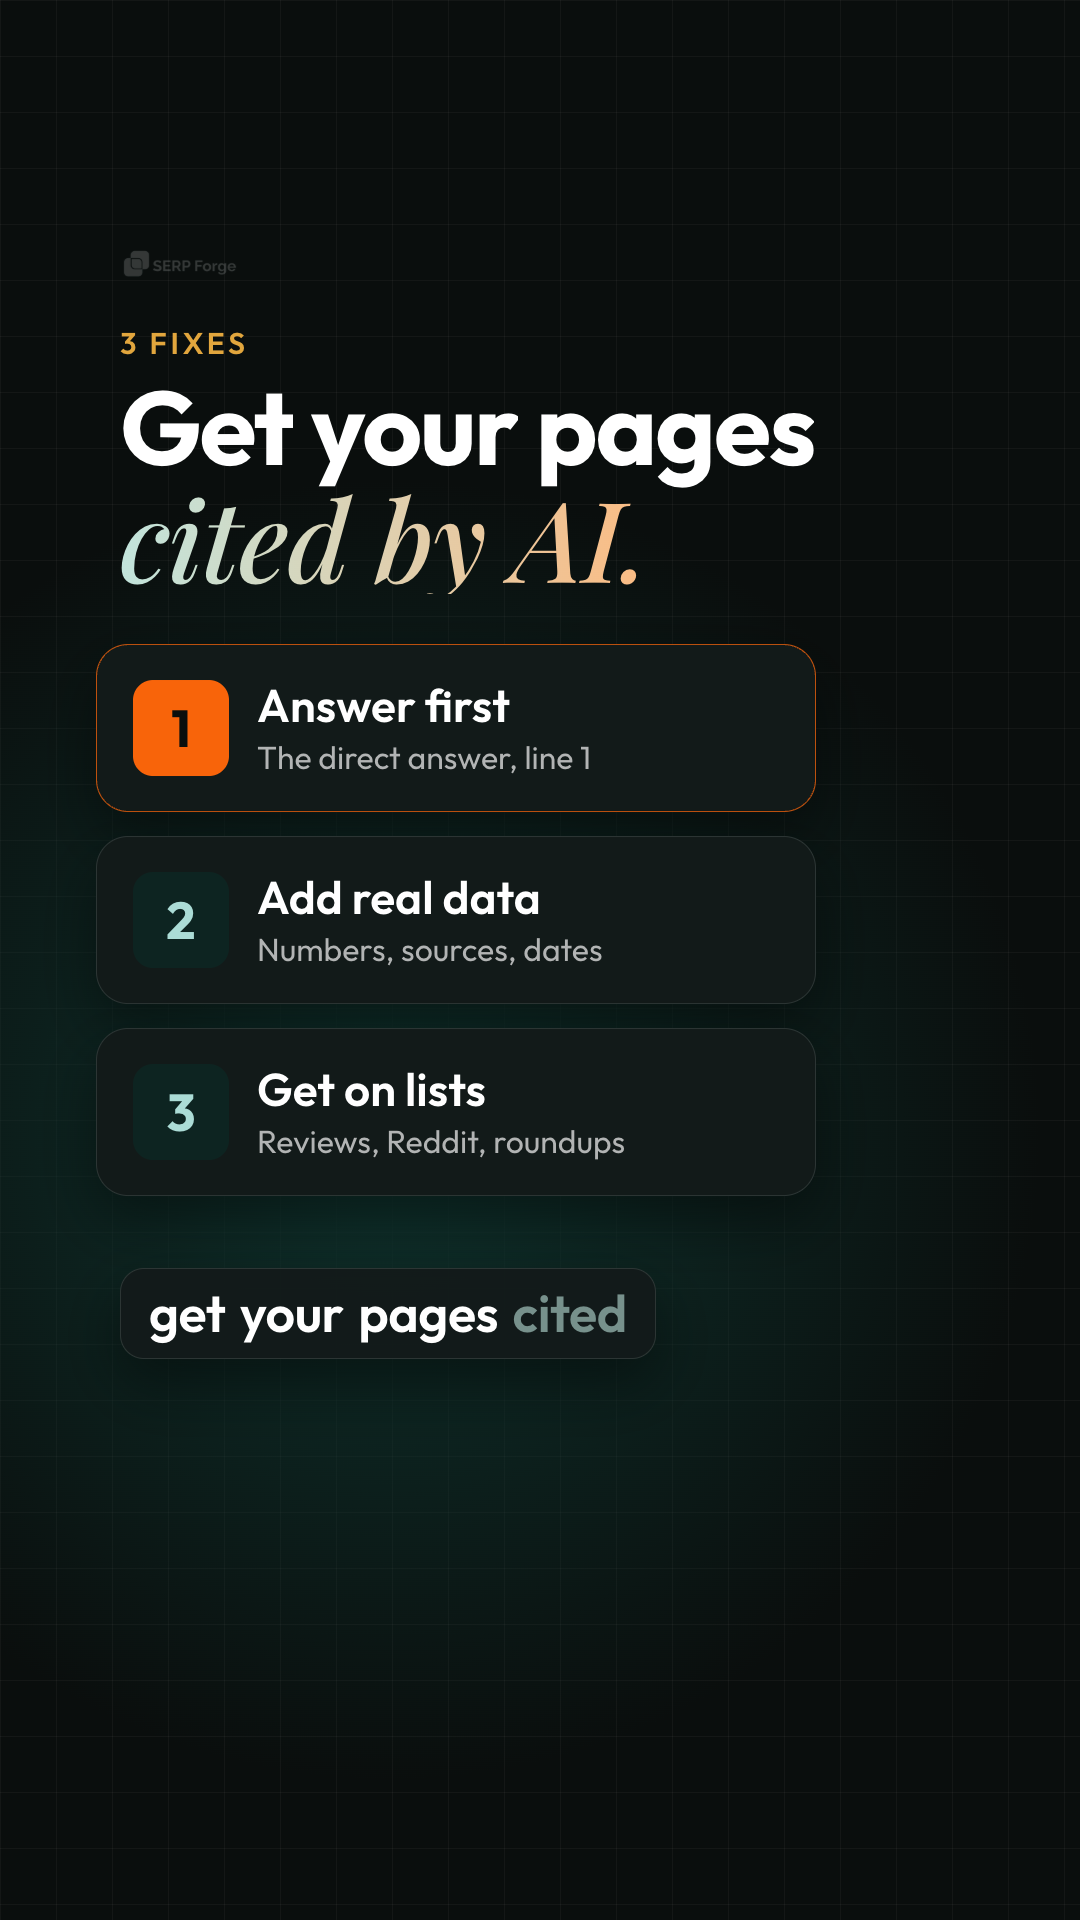 SERP Forge
3 FIXES
Get your pages
cited by AI.
1
Answer first
The direct answer, line 1
2
Add real data
Numbers, sources, dates
3
Get on lists
Reviews, Reddit, roundups
get your pages cited